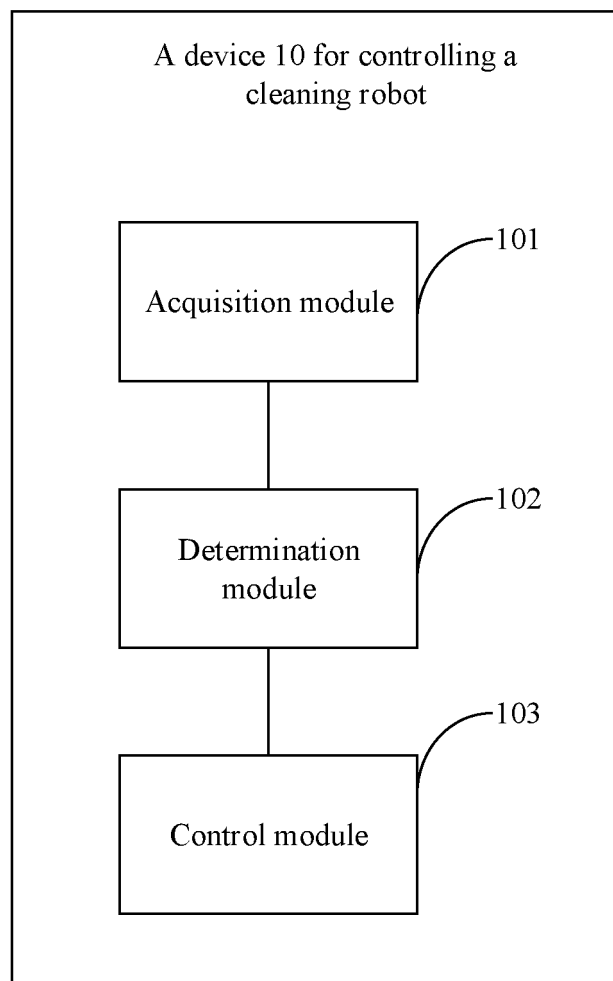 A device 10 for controlling a
cleaning robot
101
Acquisition module
102
Determination
module
103
Control module